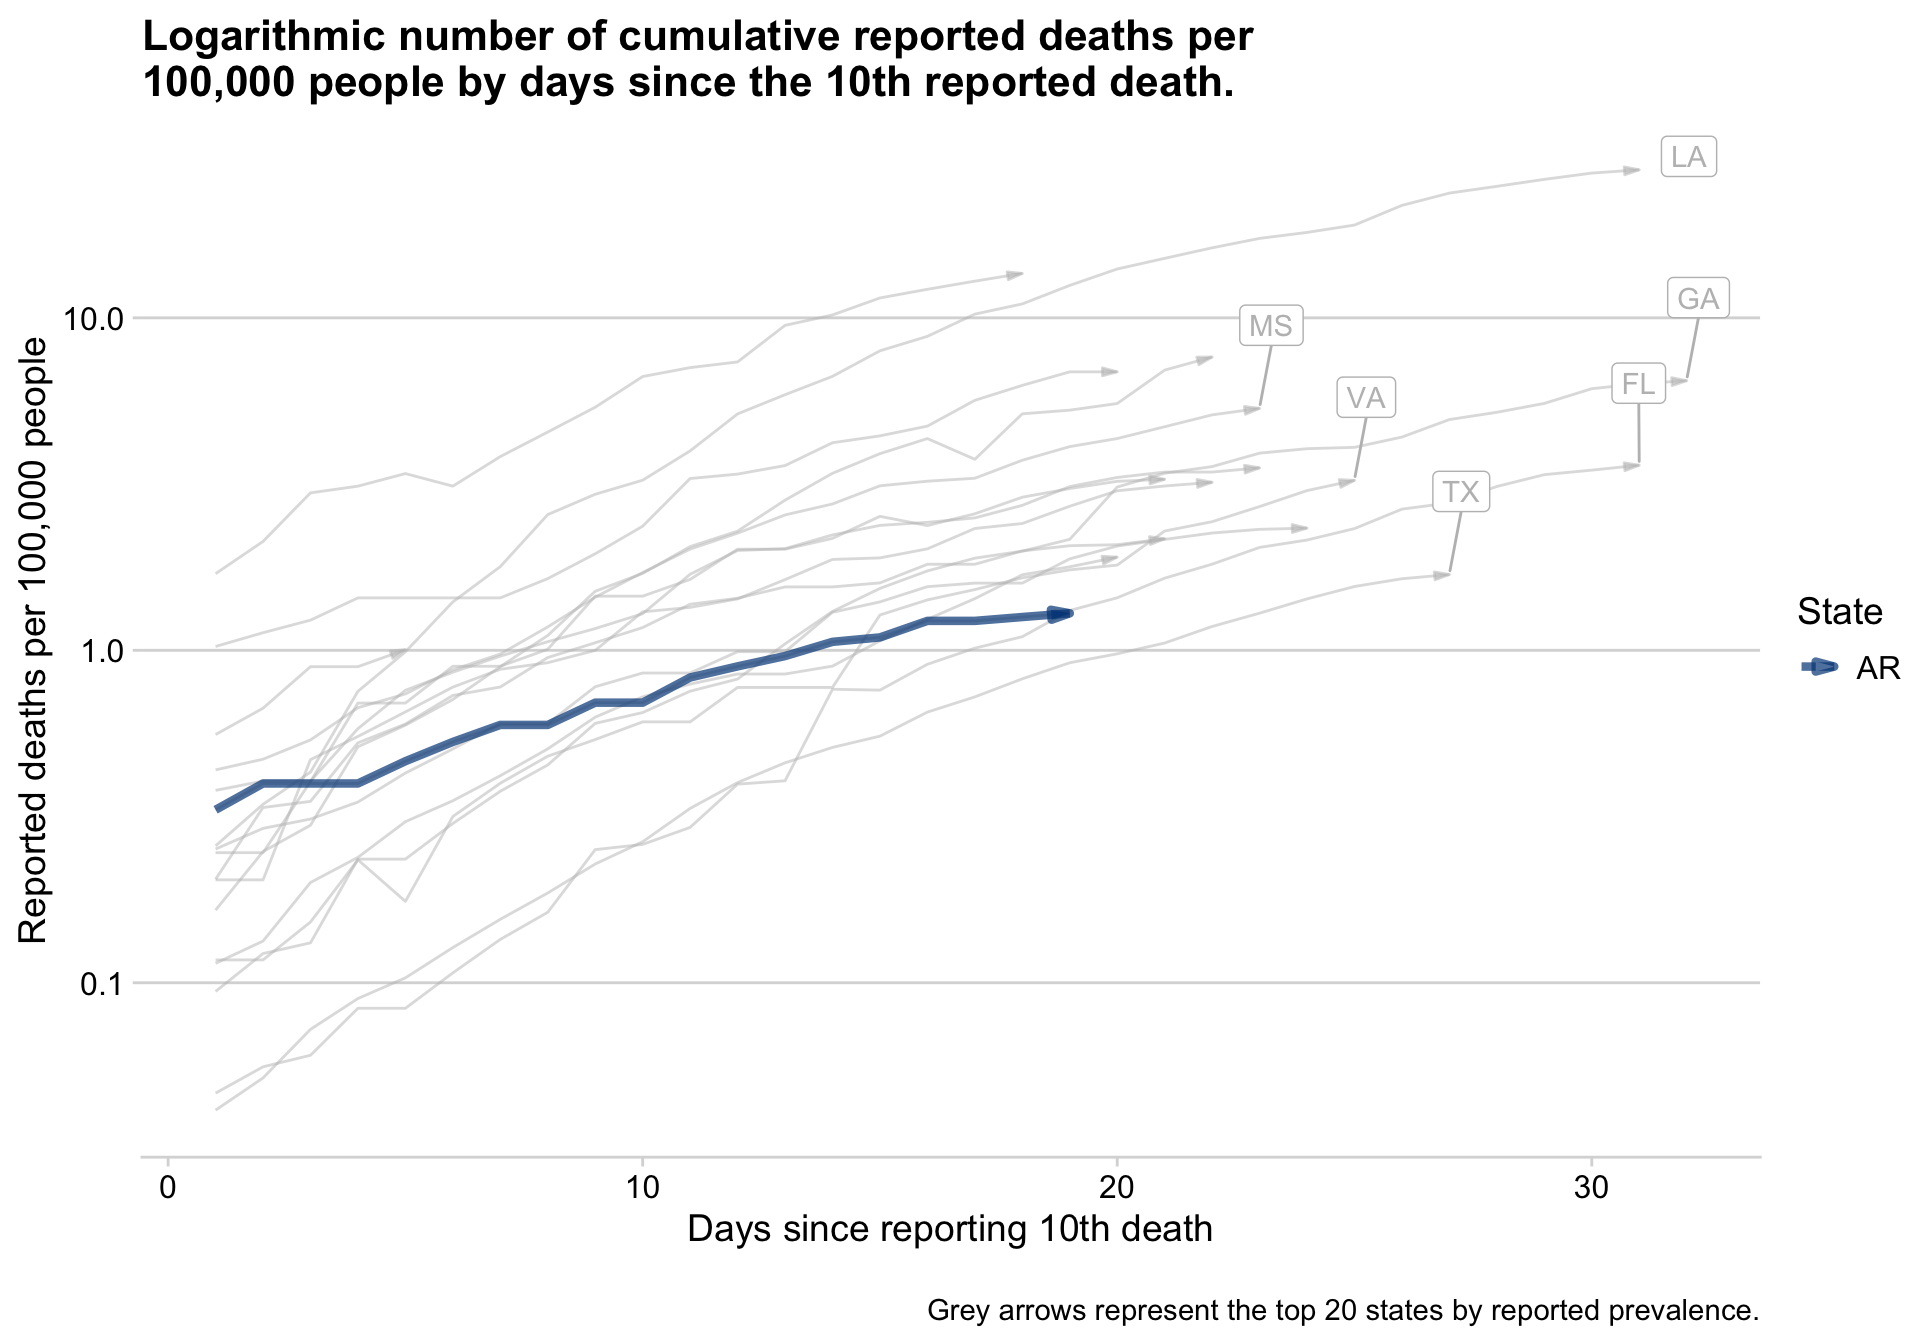 Logarithmic number of cumulative reported deaths per
100,000 people by days since the 10th reported death.
Reported deaths per 100,000 people
10.0
1.0
0.1
LA
GA
MS
FL
VA
TX
State
AR
0
10
20
30
Days since reporting 10th death
Grey arrows represent the top 20 states by reported prevalence.